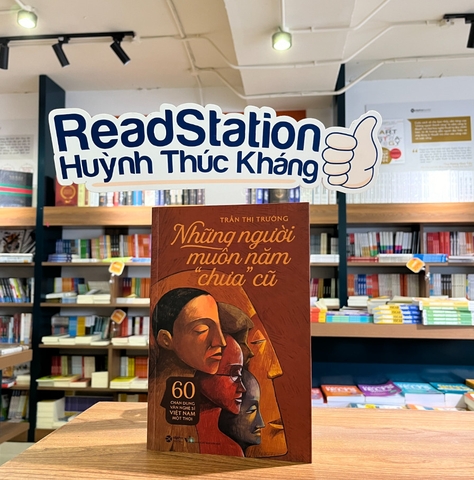 ReadStation
Huỳnh Thúc Kháng
TRẦN THỊ TRƯỜNG
Những người
muôn năm
"chưa" cũ
60
CHÂN DUNG
VĂN NGHỆ SĨ
VIỆT NAM
MỘT THỜI